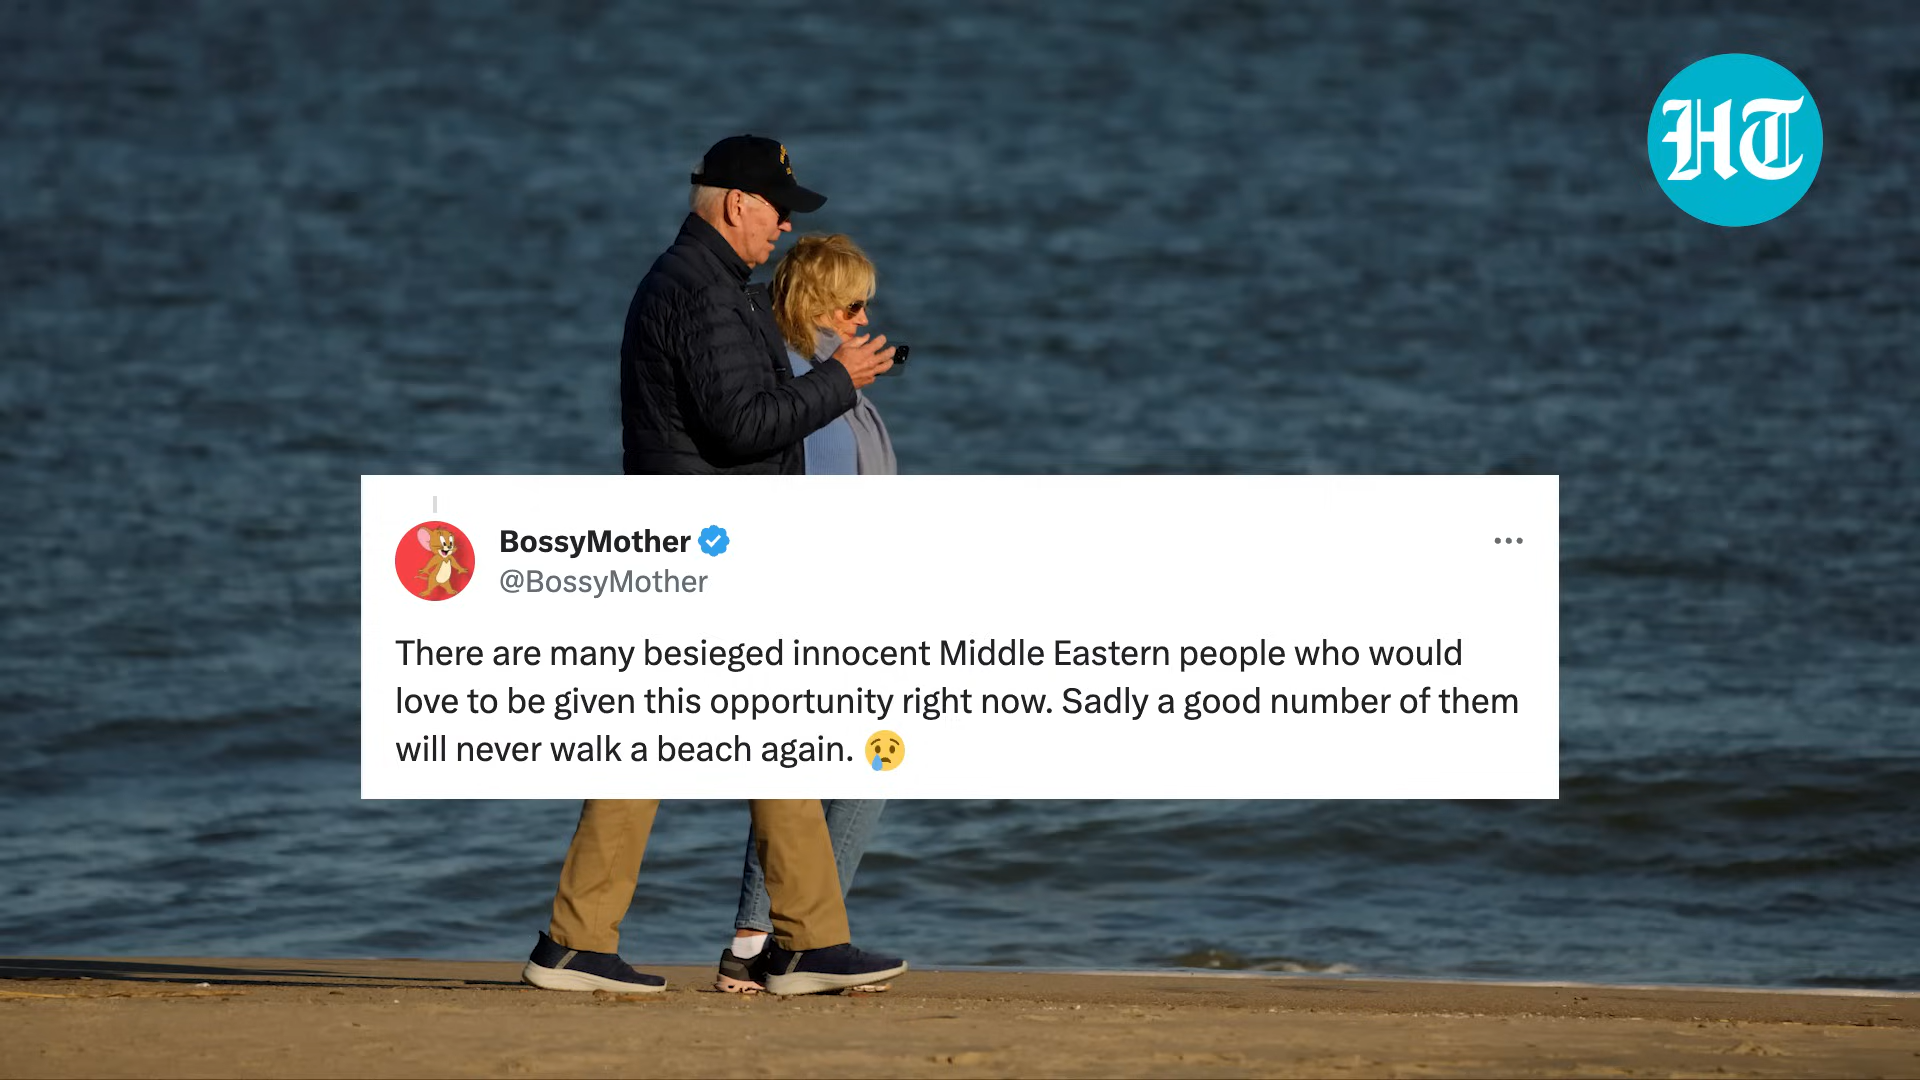 HT
BossyMother
@BossyMother
There are many besieged innocent Middle Eastern people who would
love to be given this opportunity right now. Sadly a good number of them
will never walk a beach again. 😢